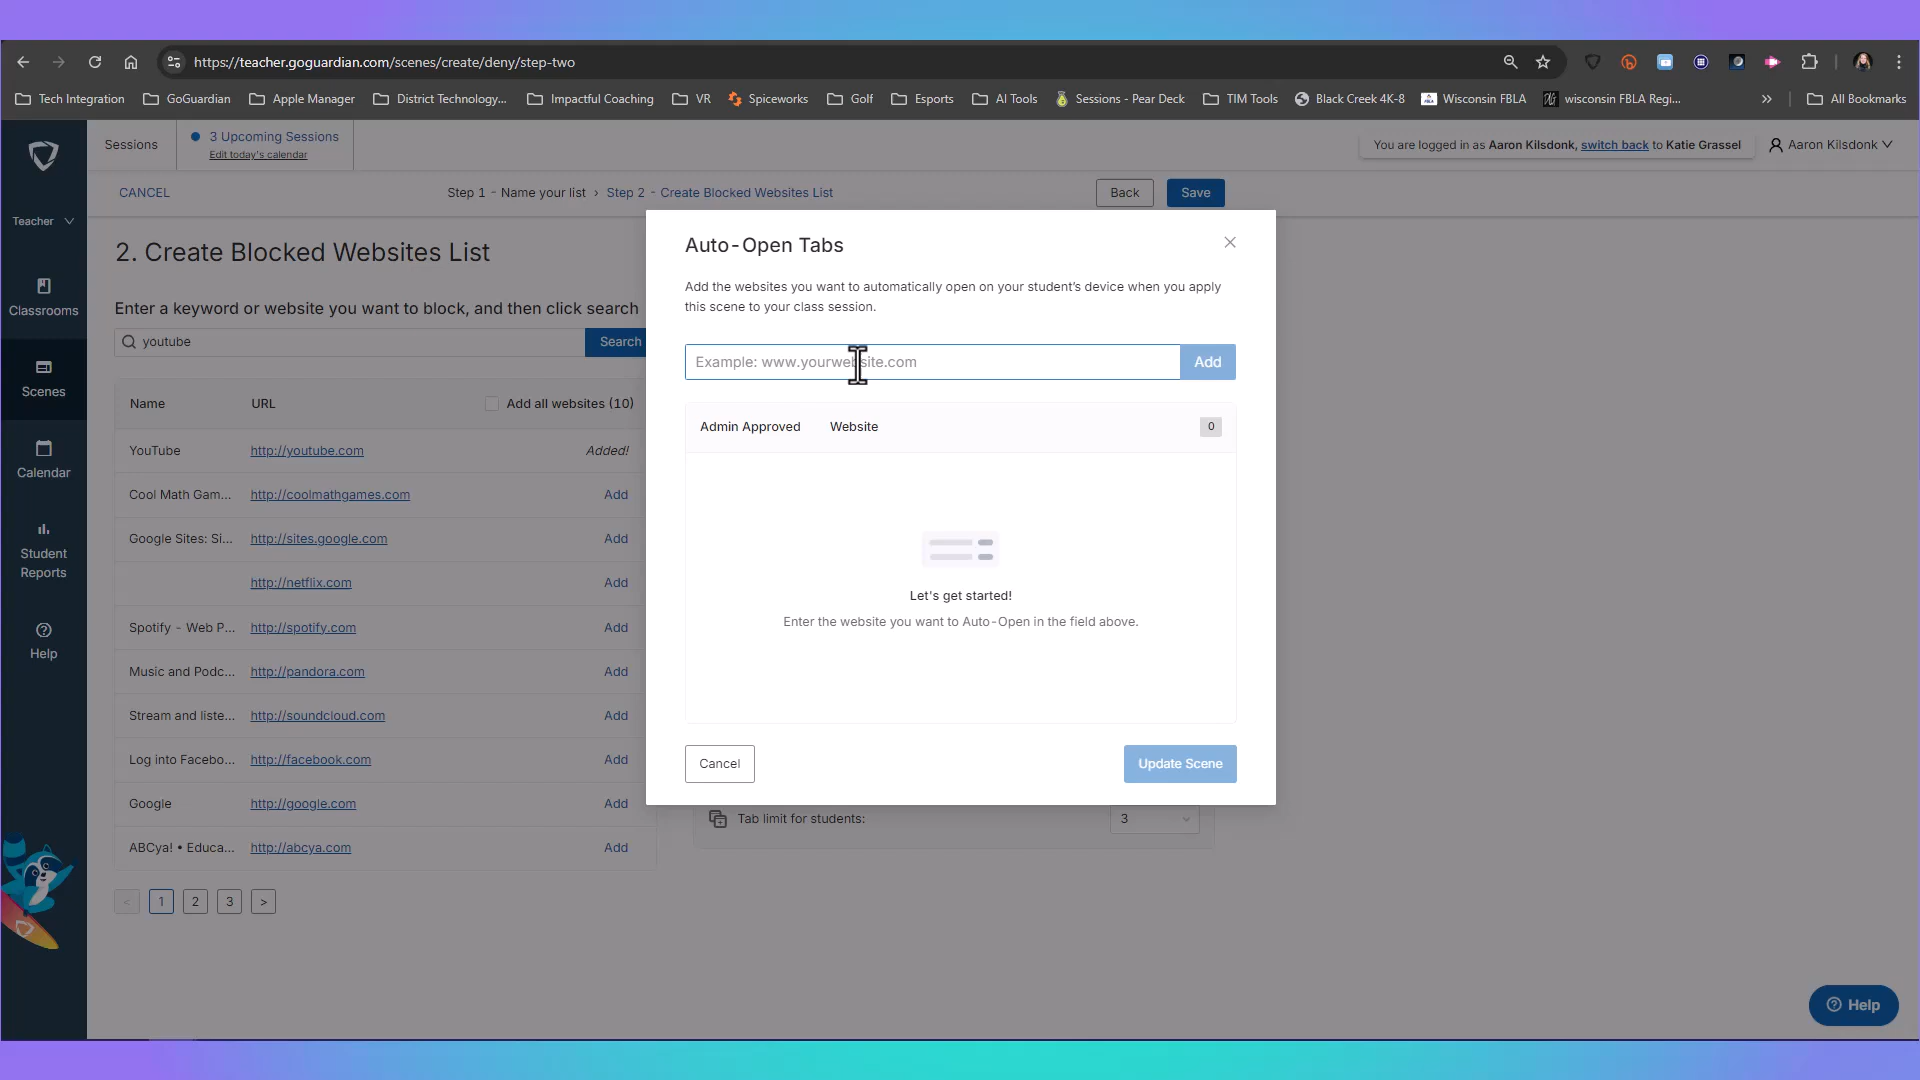 https://teacher.goguardian.com/scenes/create/deny/step-two
Tech Integration
GoGuardian
Apple Manager
District Technology...
Impactful Coaching
VR
Spiceworks
Golf
Esports
AI Tools
Sessions - Pear Deck
TIM Tools
Black Creek 4K-8
Wisconsin FBLA
wisconsin FBLA Regi...
»
All Bookmarks
Sessions
3 Upcoming Sessions
Edit today's calendar
You are logged in as Aaron Kilsdonk, switch back to Katie Grassel
Aaron Kilsdonk
CANCEL
Step 1 - Name your list › Step 2 - Create Blocked Websites List
Back
Save
Teacher
Classrooms
Scenes
Calendar
Student
Reports
Help
2. Create Blocked Websites List
Enter a keyword or website you want to block, and then click search
youtube
Search
Name
URL
Add all websites (10)
YouTube
http://youtube.com
Added!
Cool Math Gam...
http://coolmathgames.com
Add
Google Sites: Si...
http://sites.google.com
Add
http://netflix.com
Add
Spotify - Web P...
http://spotify.com
Add
Music and Podc...
http://pandora.com
Add
Stream and liste...
http://soundcloud.com
Add
Log into Facebo...
http://facebook.com
Add
Google
http://google.com
Add
ABCya! • Educa...
http://abcya.com
Add
<
1
2
3
>
Auto-Open Tabs
Add the websites you want to automatically open on your student's device when you apply
this scene to your class session.
Example: www.yourwebsite.com
Add
Admin Approved
Website
0
Let's get started!
Enter the website you want to Auto-Open in the field above.
Cancel
Update Scene
Tab limit for students:
3
Help